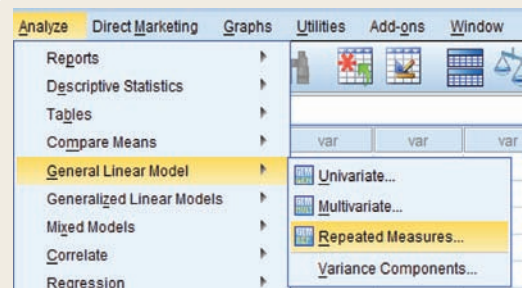 Analyze Direct Marketing Graphs Utilities Add-ons Window
Reports
Descriptive Statistics
Tables
Compare Means
var var var
General Linear Model
Univariate...
Generalized Linear Models
Multivariate...
Mixed Models
Repeated Measures...
Correlate
Variance Components...
Regression